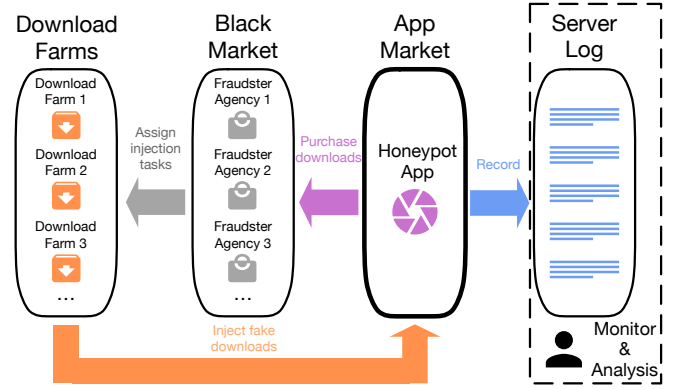 Download
Farms
Black
Market
App
Market
Server
Log
Download
Farm 1
Download
Farm 2
Download
Farm 3
...
Assign
injection
tasks
Fraudster
Agency 1
Fraudster
Agency 2
Fraudster
Agency 3
...
Purchase
downloads
Honeypot
App
Record
Inject fake
downloads
Monitor
&
Analysis